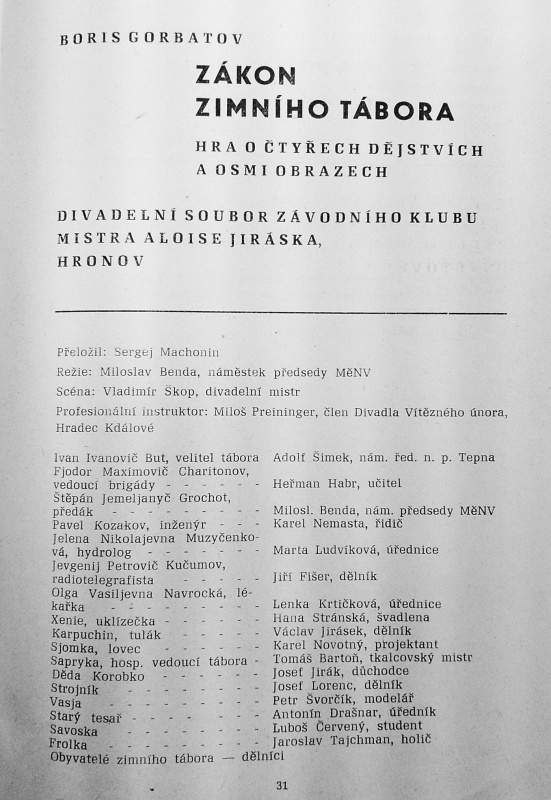 BORIS GORBATOV
ZÁKON
ZIMNÍHO TÁBORA
HRA O ČTYŘECH DĚJSTVÍCH
A OSMI OBRAZECH
DIVADELNÍ SOUBOR ZÁVODNÍHO KLUBU
MISTRA ALOISE JIRÁSKA,
HRONOV
Přeložil: Sergej Machonin
Režie: Miloslav Benda, náměstek předsedy MěNV
Scéna: Vladimír Škop, divadelní mistr
Profesionální instruktor: Miloš Preininger, člen Divadla Vítězného února,
Hradec Kdálové
Ivan Ivanovič But, velitel tábora Adolf Šimek, nám. řed. n. p. Tepna
Fjodor Maximovič Charitonov,
vedoucí brigády - - - - - - Heřman Habr, učitel
Štěpán Jemeljanyč Grochot,
předák - - - - - - - - - Milosl. Benda, nám. předsedy MěNV
Pavel Kozakov, inženýr - - - Karel Nemasta, řidič
Jelena Nikolajevna Muzyčenko-
vá, hydrolog - - - - - - - Marta Ludvíková, úřednice
Jevgenij Petrovič Kučumov,
radiotelegrafista - - - - - Jiří Fišer, dělník
Olga Vasiljevna Navrocká, lé-
kařka - - - - - - - - - Lenka Krtičková, úřednice
Xenie, uklízečka - - - - - - Hana Stránská, švadlena
Karpuchin, tulák - - - - - - Václav Jirásek, dělník
Sjomka, lovec - - - - - - - Karel Novotný, projektant
Sapryka, hosp. vedoucí tábora - Tomáš Bartoň, tkalcovský mistr
Děda Korobko - - - - - - Josef Jirák, důchodce
Strojník - - - - - - - - Josef Lorenc, dělník
Vasja - - - - - - - - - Petr Švorčík, modelář
Starý tesař - - - - - - - Antonín Drašnar, úředník
Savoska - - - - - - - - Luboš Červený, student
Frolka - - - - - - - - - Jaroslav Tajchman, holič
Obyvatelé zimního tábora — dělníci
31